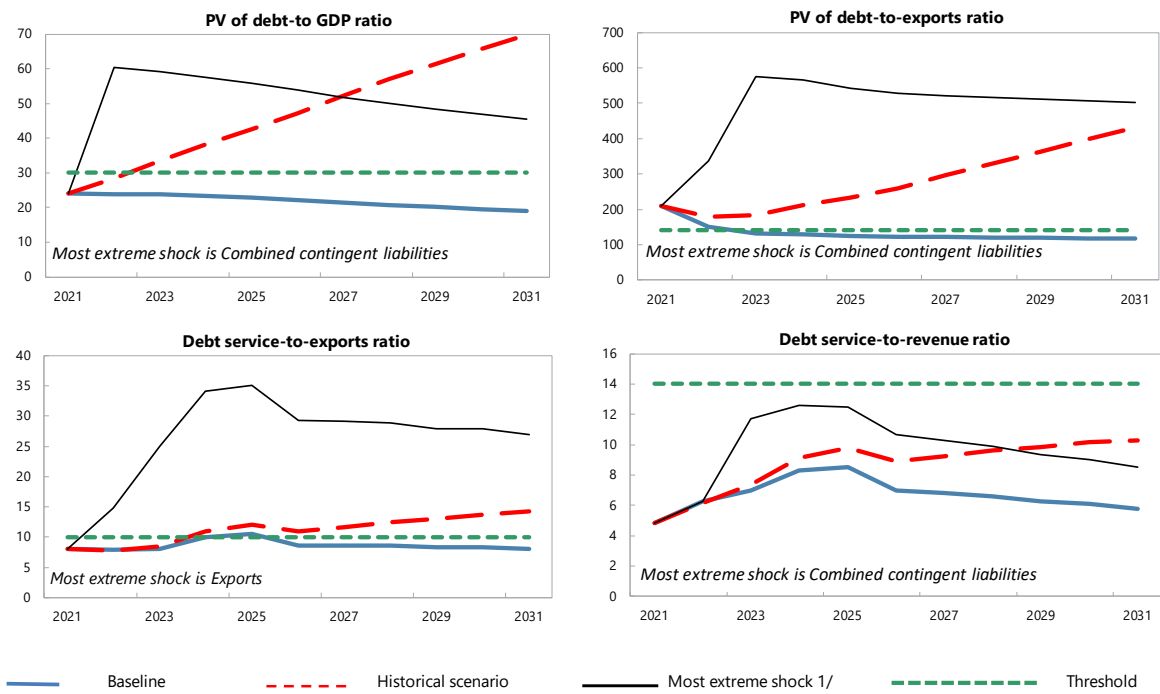 PV of debt-to GDP ratio
70
60
50
40
30
20
10
0
Most extreme shock is Combined contingent liabilities
2021 2023 2025 2027 2029 2031
PV of debt-to-exports ratio
700
600
500
400
300
200
100
0
Most extreme shock is Combined contingent liabilities
2021 2023 2025 2027 2029 2031
Debt service-to-exports ratio
40
35
30
25
20
15
10
5
0
Most extreme shock is Exports
2021 2023 2025 2027 2029 2031
Debt service-to-revenue ratio
16
14
12
10
8
6
4
2
0
Most extreme shock is Combined contingent liabilities
2021 2023 2025 2027 2029 2031
Baseline Historical scenario Most extreme shock 1/ Threshold